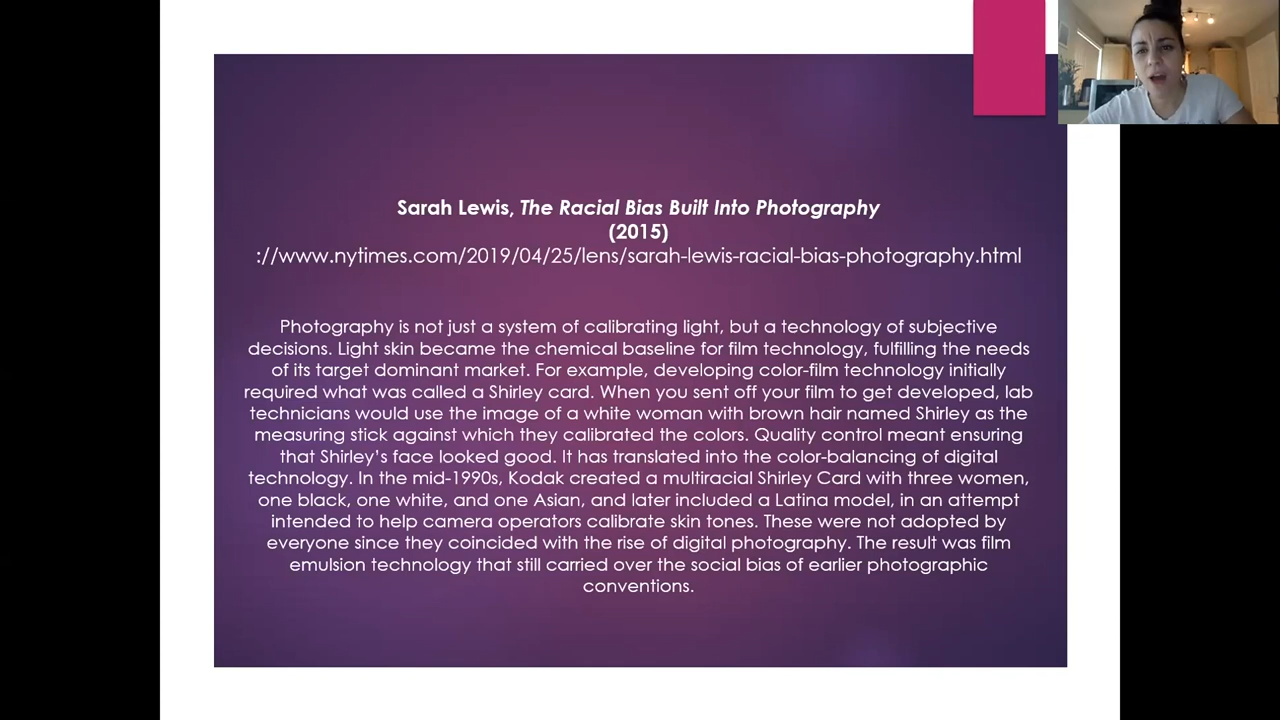 Sarah Lewis, The Racial Bias Built Into Photography
(2015)
://www.nytimes.com/2019/04/25/lens/sarah-lewis-racial-bias-photography.html
Photography is not just a system of calibrating light, but a technology of subjective
decisions. Light skin became the chemical baseline for film technology, fulfilling the needs
of its target dominant market. For example, developing color-film technology initially
required what was called a Shirley card. When you sent off your film to get developed, lab
technicians would use the image of a white woman with brown hair named Shirley as the
measuring stick against which they calibrated the colors. Quality control meant ensuring
that Shirley’s face looked good. It has translated into the color-balancing of digital
technology. In the mid-1990s, Kodak created a multiracial Shirley Card with three women,
one black, one white, and one Asian, and later included a Latina model, in an attempt
intended to help camera operators calibrate skin tones. These were not adopted by
everyone since they coincided with the rise of digital photography. The result was film
emulsion technology that still carried over the social bias of earlier photographic
conventions.